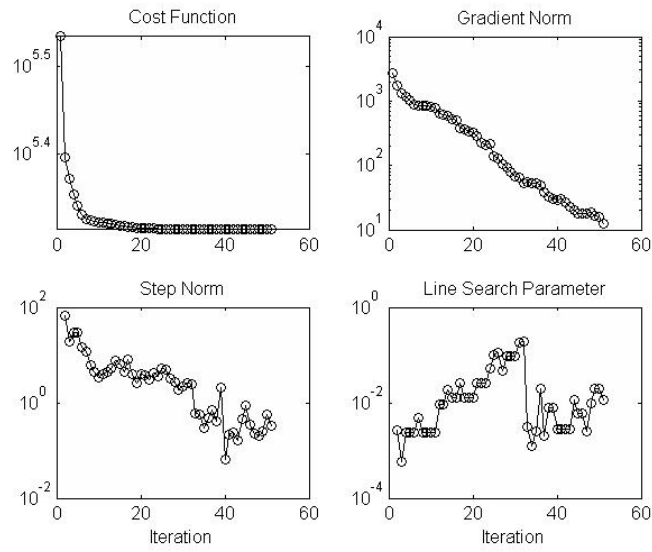 Cost Function
10^5.5
10^5.4
0 20 40 60
Gradient Norm
10^4
10^3
10^2
10^1
0 20 40 60
Step Norm
10^2
10^0
10^-2
0 20 40 60
Iteration
Line Search Parameter
10^0
10^-2
10^-4
0 20 40 60
Iteration